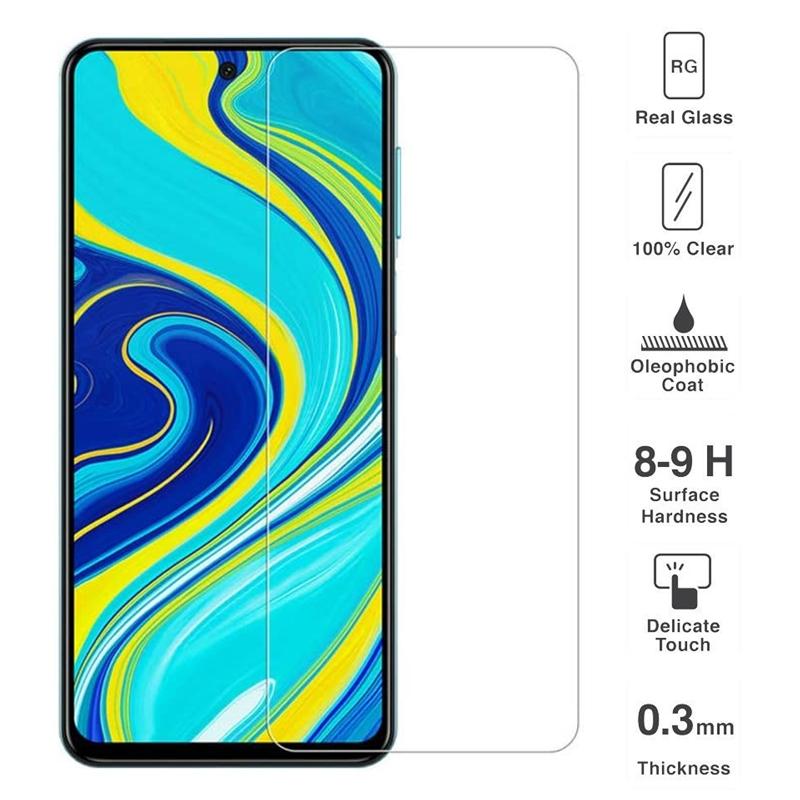 RG
Real Glass
100% Clear
Oleophobic
Coat
8-9 H
Surface
Hardness
Delicate
Touch
0.3mm
Thickness